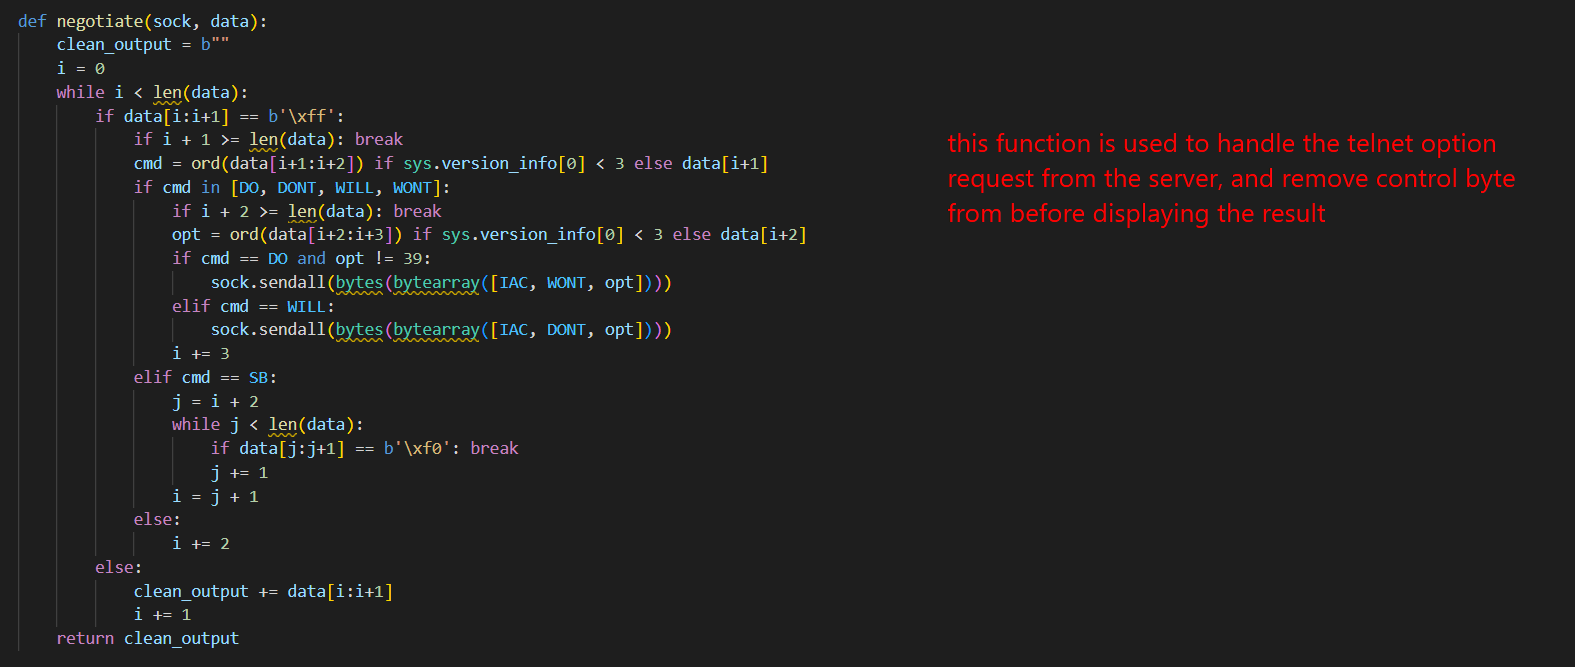 def negotiate(sock, data):
    clean_output = b""
    i = 0
    while i < len(data):
        if data[i:i+1] == b'\xff':
            if i + 1 >= len(data): break
            cmd = ord(data[i+1:i+2]) if sys.version_info[0] < 3 else data[i+1]
            if cmd in [DO, DONT, WILL, WONT]:
                if i + 2 >= len(data): break
                opt = ord(data[i+2:i+3]) if sys.version_info[0] < 3 else data[i+2]
                if cmd == DO and opt != 39:
                    sock.sendall(bytes(bytearray([IAC, WONT, opt])))
                elif cmd == WILL:
                    sock.sendall(bytes(bytearray([IAC, DONT, opt])))
                i += 3
            elif cmd == SB:
                j = i + 2
                while j < len(data):
                    if data[j:j+1] == b'\xf0': break
                    j += 1
                i = j + 1
            else:
                i += 2
        else:
            clean_output += data[i:i+1]
            i += 1
    return clean_output
this function is used to handle the telnet option
request from the server, and remove control byte
from before displaying the result